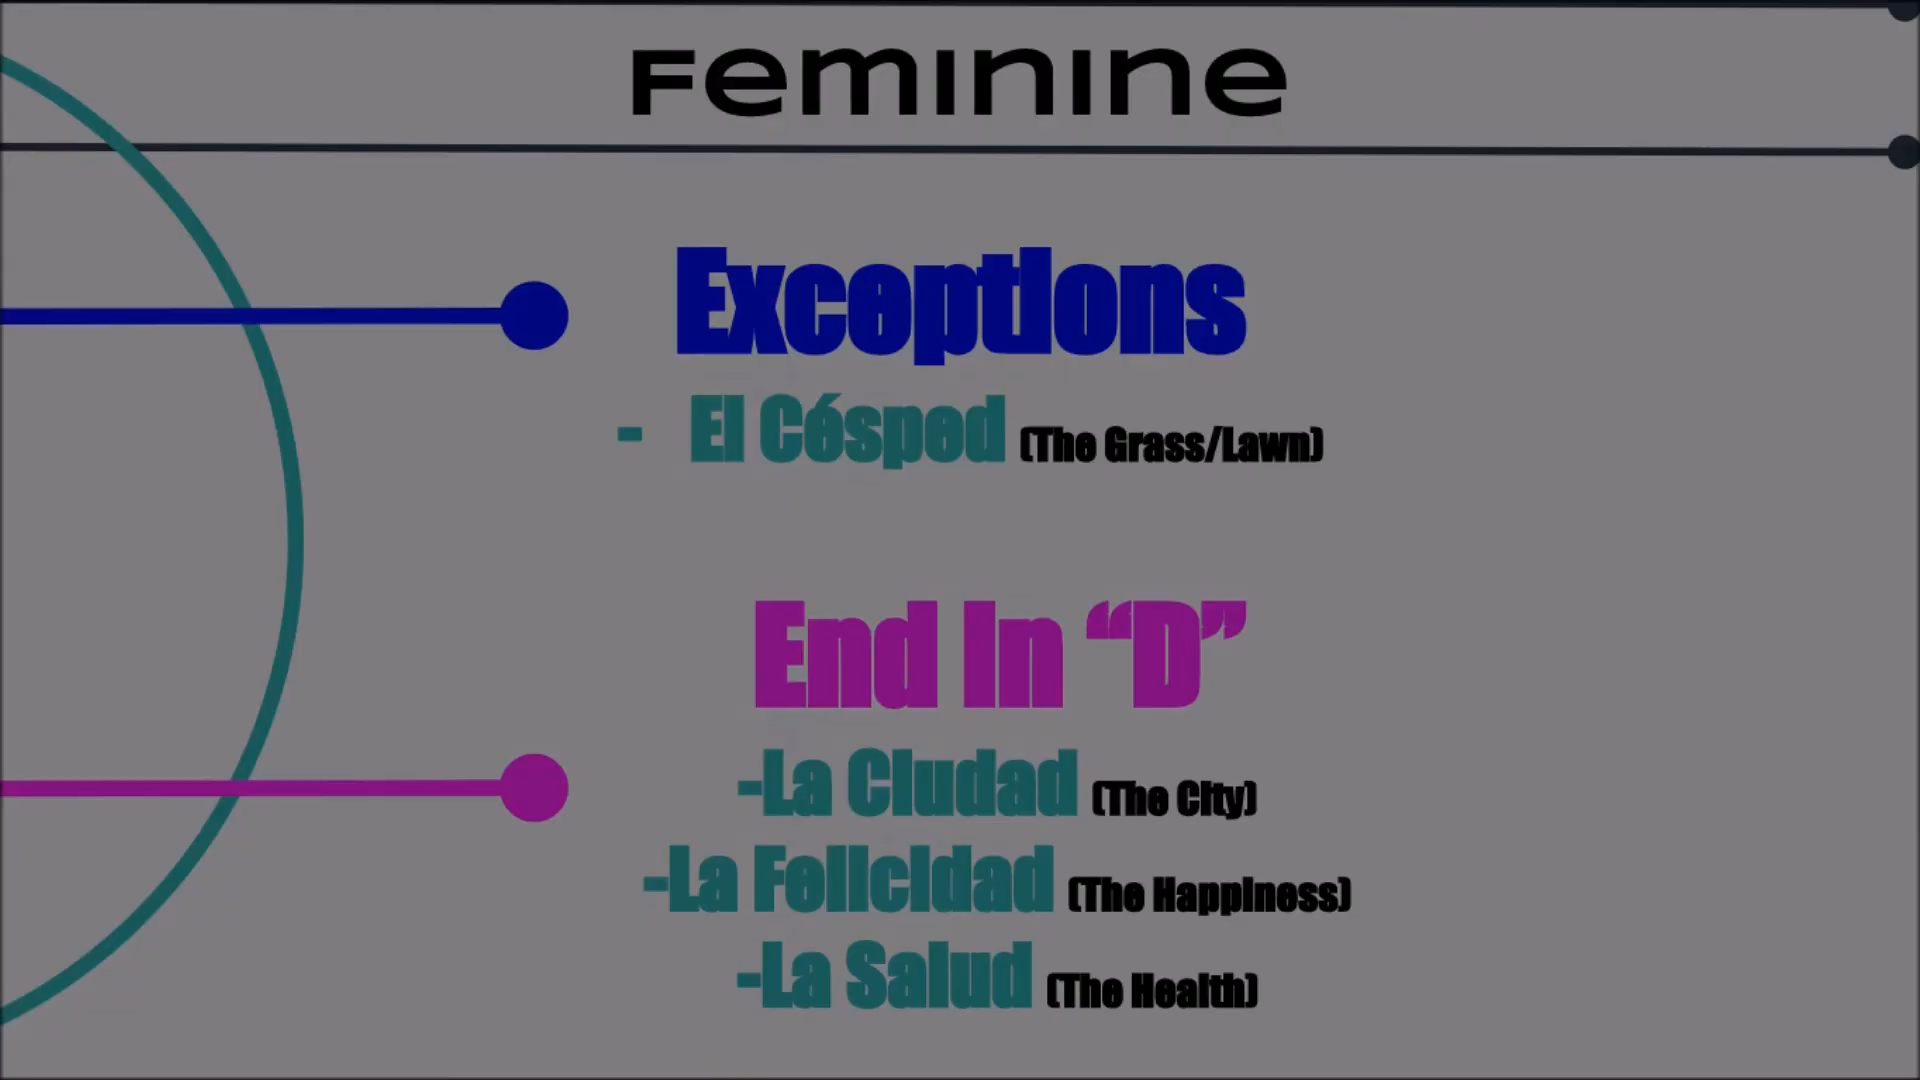 Feminine
Exceptions
- El Césped (The Grass/Lawn)
End In “D”
-La Ciudad (The City)
-La Felicidad (The Happiness)
-La Salud (The Health)